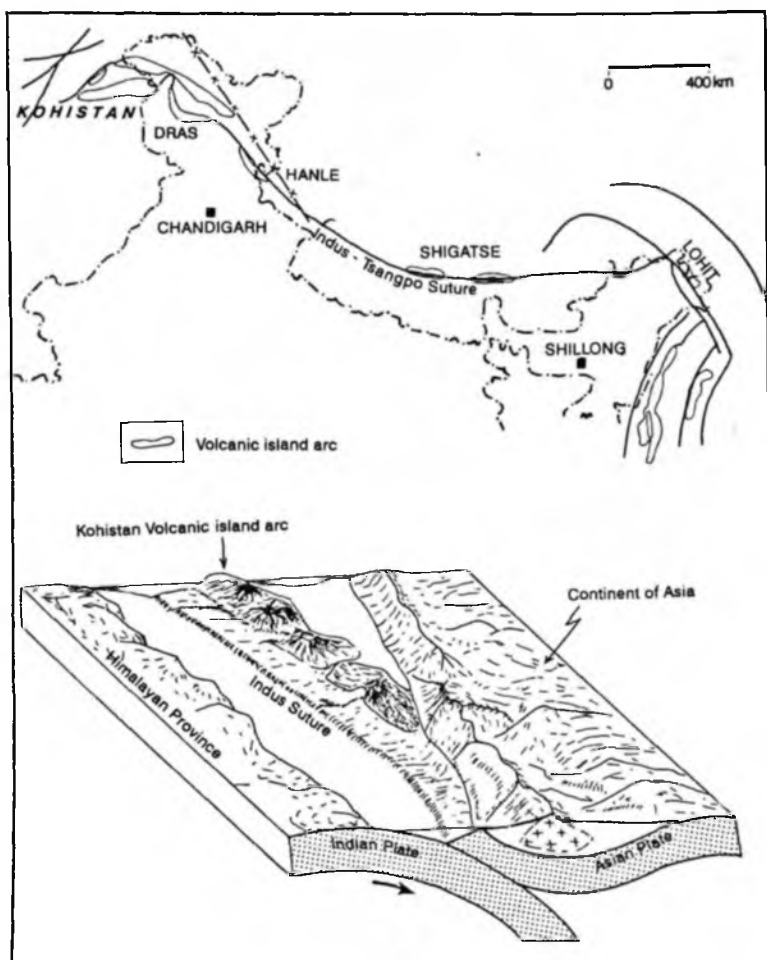 0 400km
KOHISTAN
DRAS
HANLE
CHANDIGARH
Indus - Tsangpo Suture
SHIGATSE
LOHIT
SHILLONG
Volcanic island arc
Kohistan Volcanic island arc
Continent of Asia
Himalayan Province
Indus Suture
Indian Plate
Asian Plate